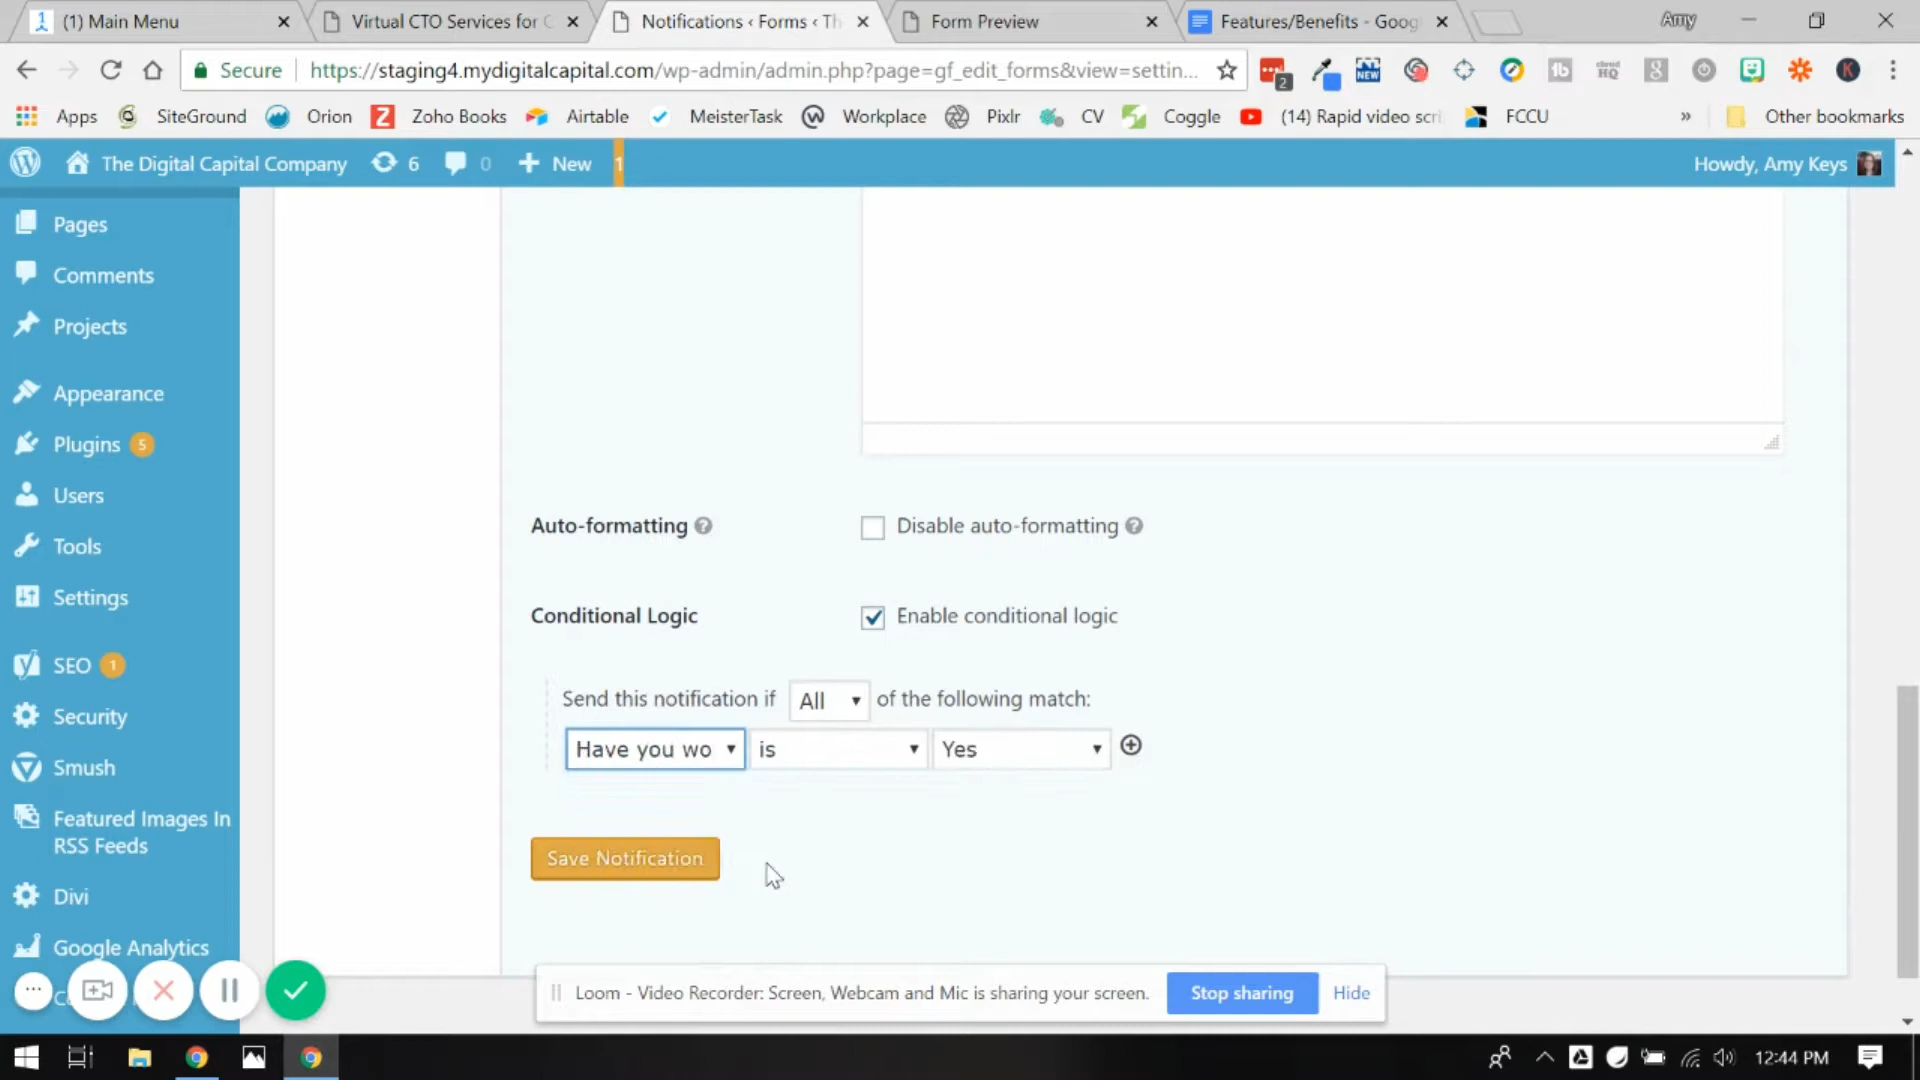 (1) Main Menu
Virtual CTO Services for C
Notifications ‹ Forms ‹ Th
Form Preview
Features/Benefits - Goog
Amy
Secure
https://staging4.mydigitalcapital.com/wp-admin/admin.php?page=gf_edit_forms&view=settin...
2
NEW
1b
cloud HQ
8
K
Apps
SiteGround
Orion
Zoho Books
Airtable
MeisterTask
Workplace
Pixlr
CV
Coggle
(14) Rapid video scri
FCCU
»
Other bookmarks
The Digital Capital Company
6
0
New
1
Howdy, Amy Keys
Pages
Comments
Projects
Appearance
Plugins 5
Users
Tools
Settings
SEO 1
Security
Smush
Featured Images In
RSS Feeds
Divi
Google Analytics
Auto-formatting
Disable auto-formatting
Conditional Logic
Enable conditional logic
Send this notification if All of the following match:
Have you wo
is
Yes
Save Notification
Loom - Video Recorder: Screen, Webcam and Mic is sharing your screen.
Stop sharing
Hide
12:44 PM